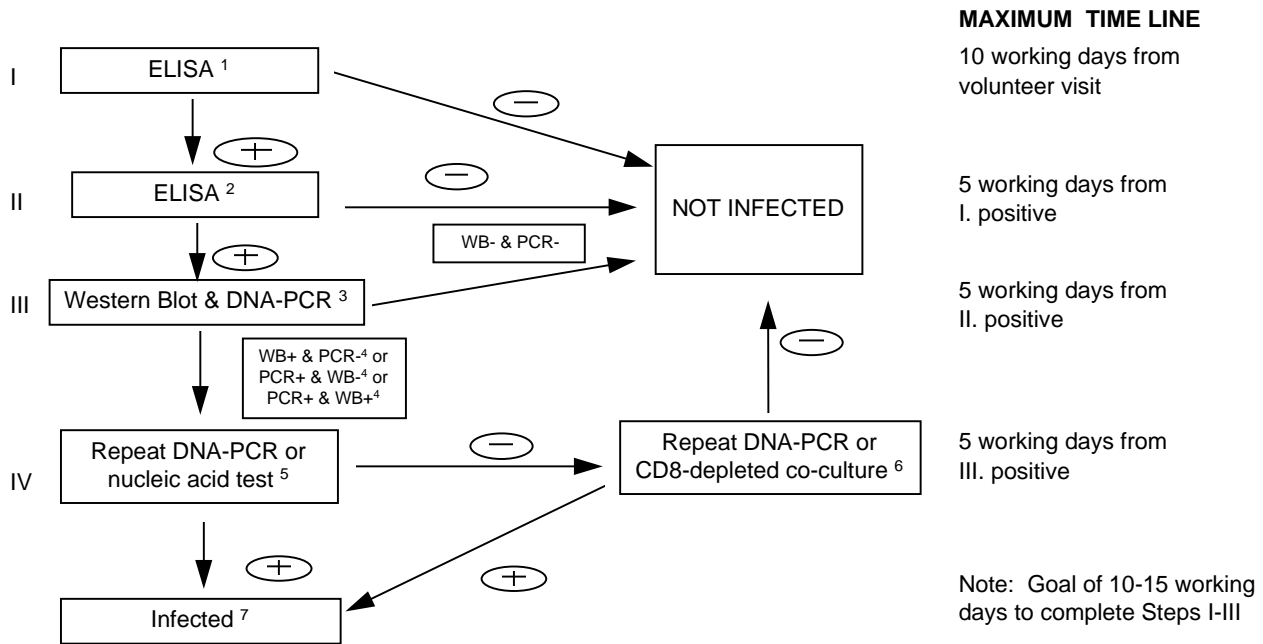 MAXIMUM TIME LINE
I
ELISA ¹
10 working days from
volunteer visit
−
+
II
ELISA ²
−
NOT INFECTED
5 working days from
I. positive
WB- & PCR-
+
III
Western Blot & DNA-PCR ³
5 working days from
II. positive
−
WB+ & PCR-⁴ or
PCR+ & WB-⁴ or
PCR+ & WB+⁴
IV
Repeat DNA-PCR or
nucleic acid test ⁵
−
Repeat DNA-PCR or
CD8-depleted co-culture ⁶
5 working days from
III. positive
+
+
Infected ⁷
Note: Goal of 10-15 working
days to complete Steps I-III